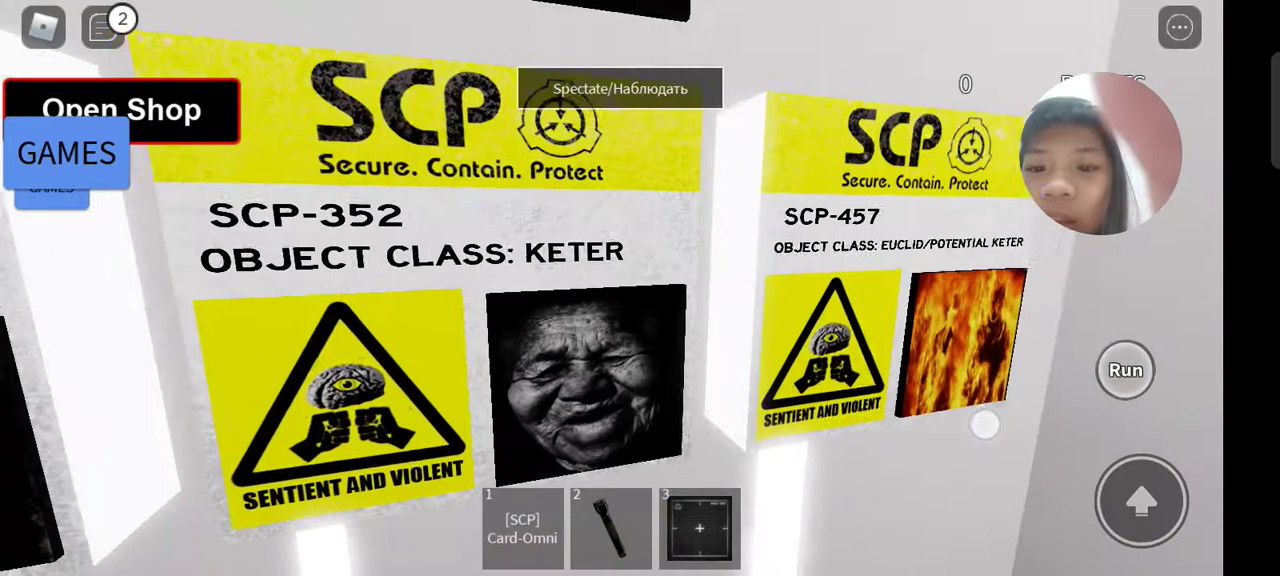 2
Open Shop
GAMES
GAMES
Spectate/Наблюдать
0
SCP
Secure. Contain. Protect
SCP-352
OBJECT CLASS: KETER
SENTIENT AND VIOLENT
SCP
Secure. Contain. Protect
SCP-457
OBJECT CLASS: EUCLID/POTENTIAL KETER
SENTIENT AND VIOLENT
Run
1
[SCP]
Card-Omni
2
3